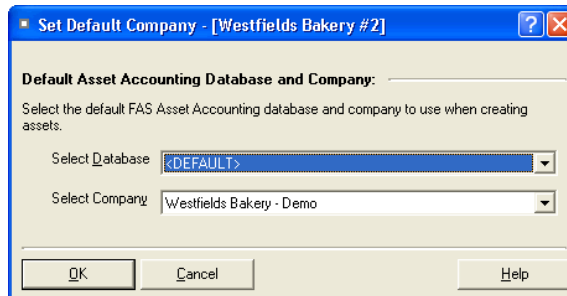 Set Default Company - [Westfields Bakery #2]
Default Asset Accounting Database and Company:
Select the default FAS Asset Accounting database and company to use when creating
assets.
Select Database <DEFAULT>
Select Company Westfields Bakery - Demo
OK Cancel Help